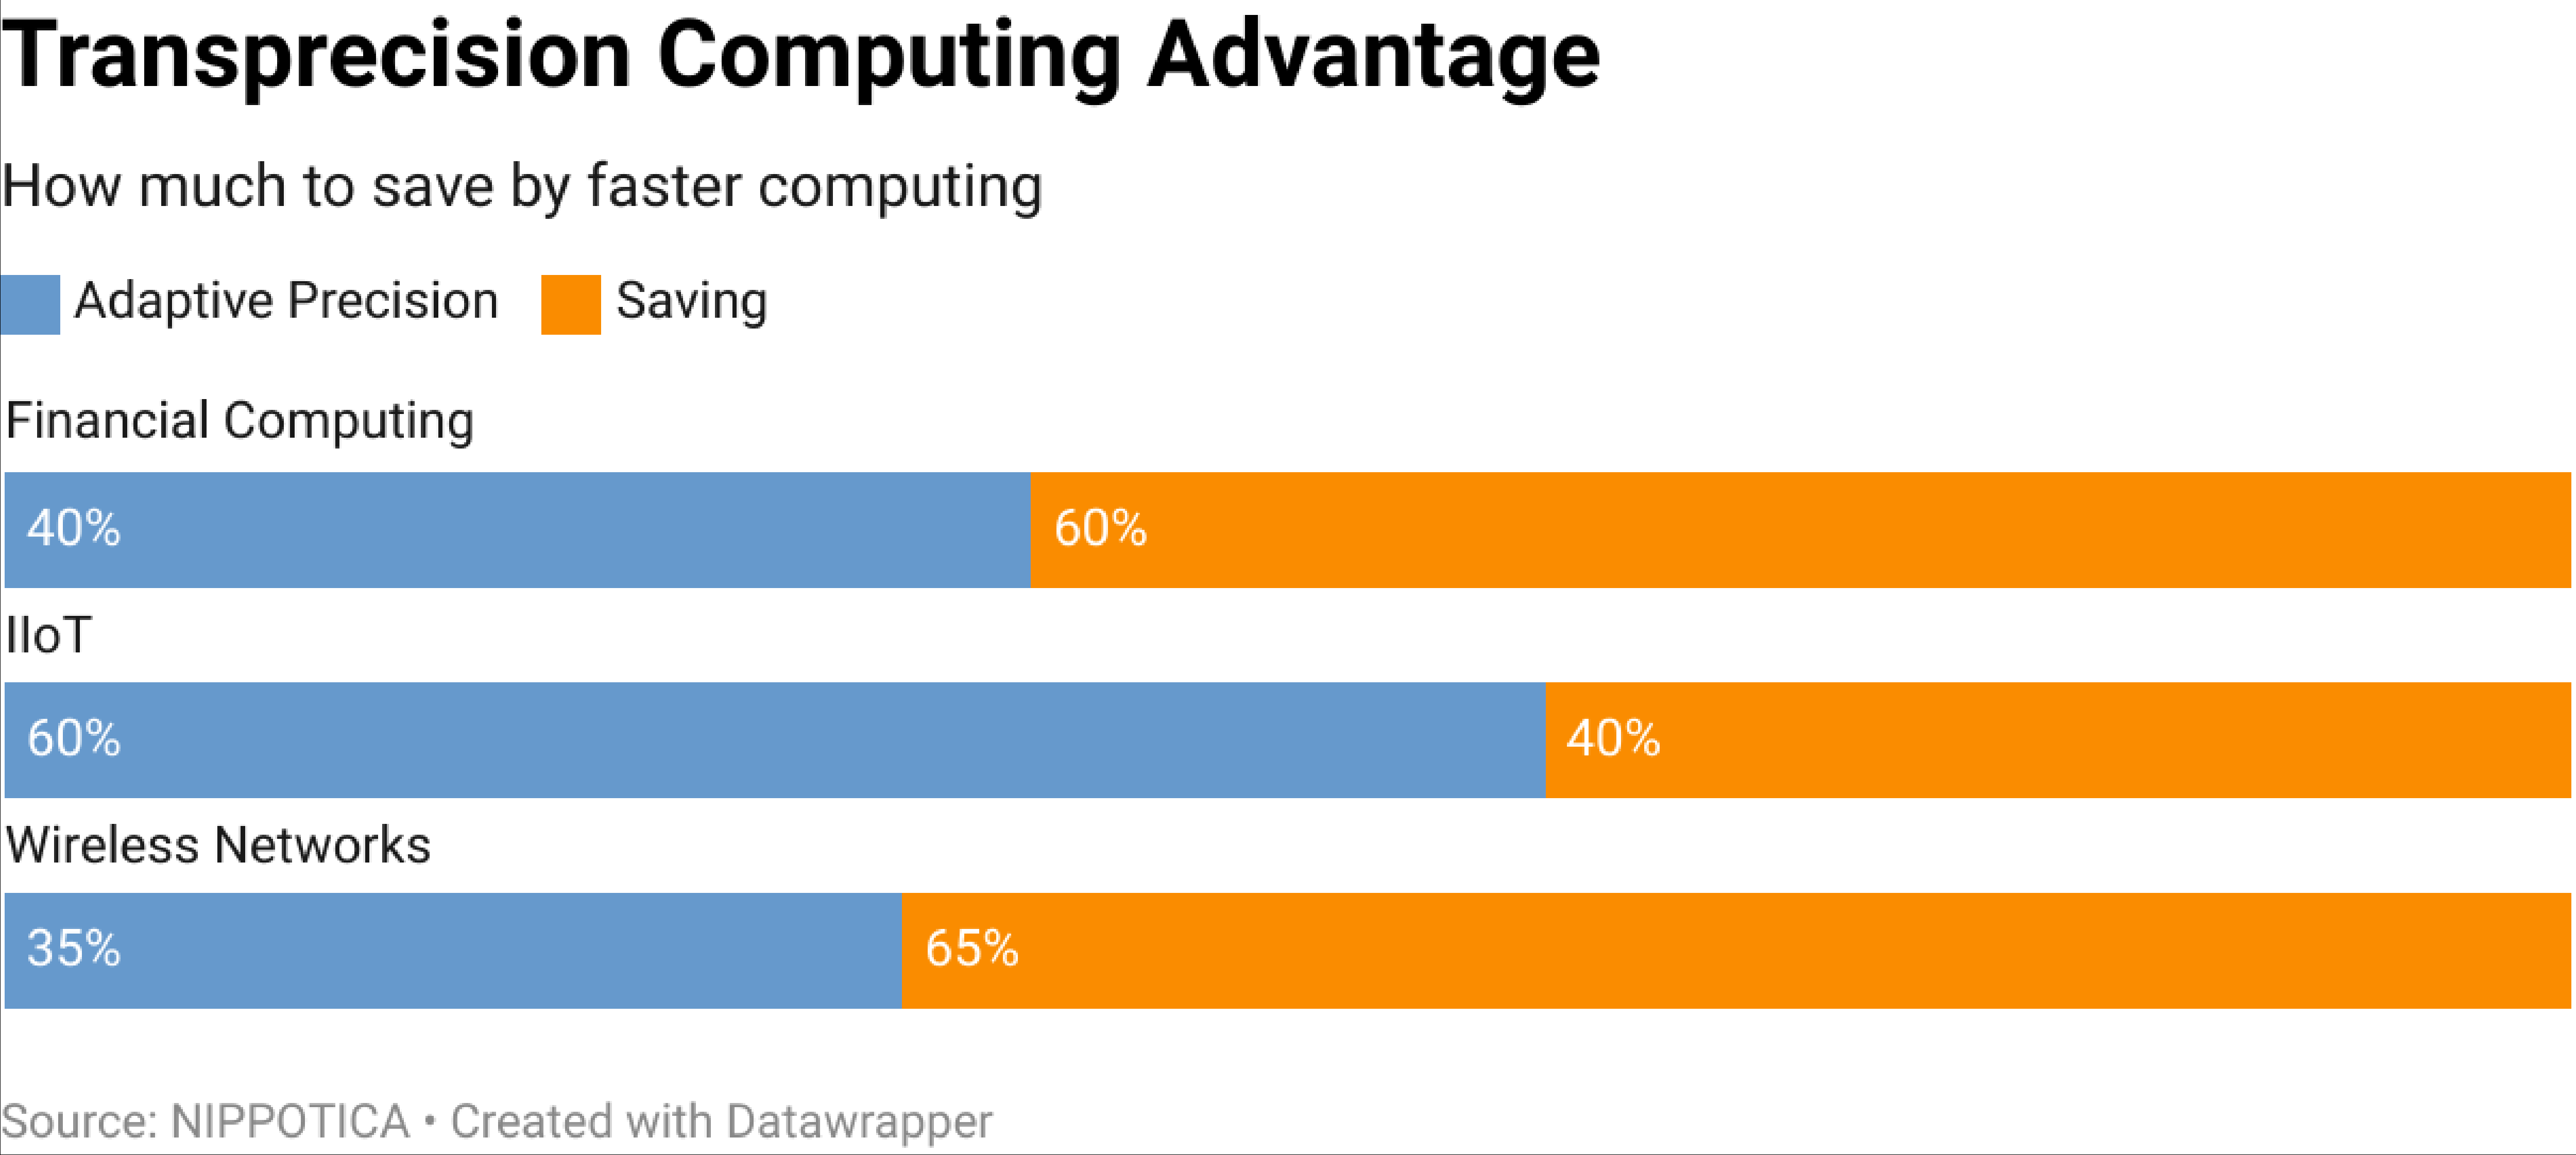 Transprecision Computing Advantage
How much to save by faster computing
Adaptive Precision Saving
Financial Computing
40% 60%
IIoT
60% 40%
Wireless Networks
35% 65%
Source: NIPPOTICA • Created with Datawrapper